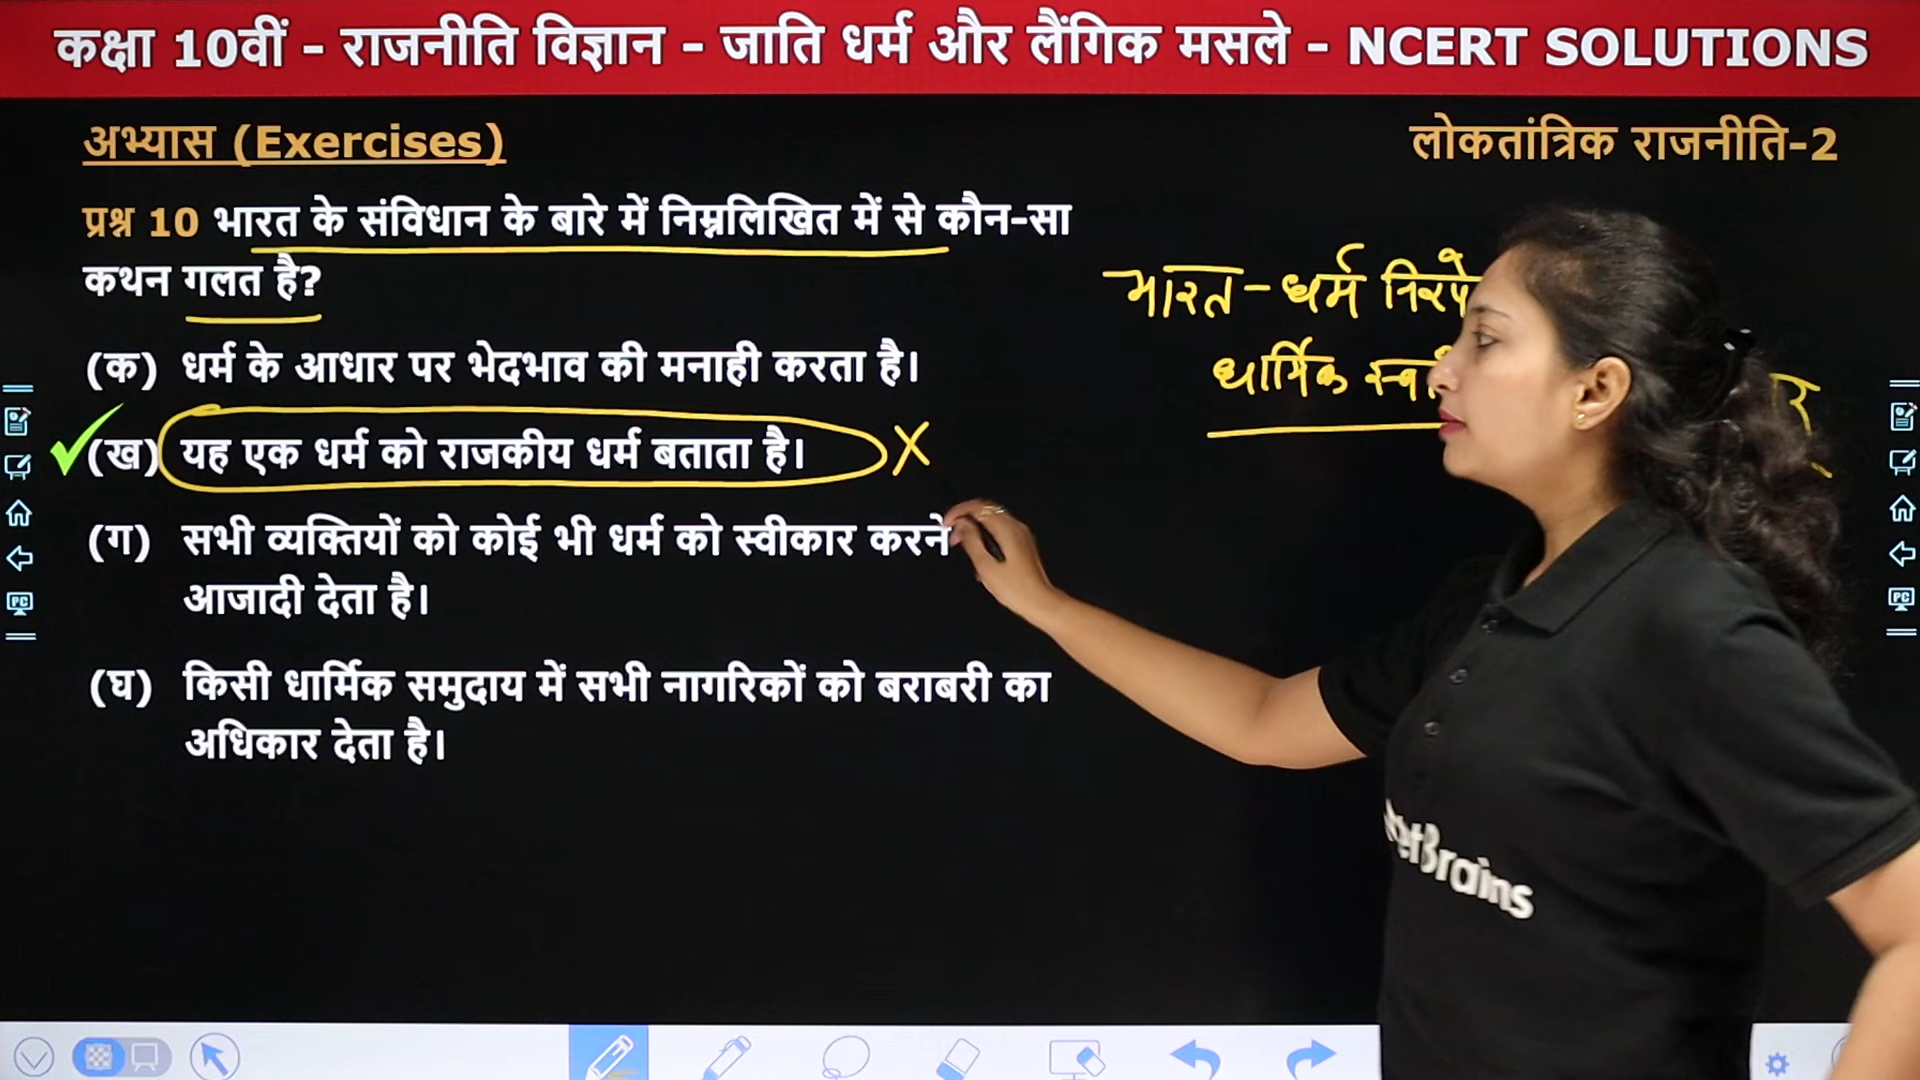 कक्षा 10वीं - राजनीति विज्ञान - जाति धर्म और लैंगिक मसले - NCERT SOLUTIONS
अभ्यास (Exercises)
लोकतांत्रिक राजनीति-2
प्रश्न 10 भारत के संविधान के बारे में निम्नलिखित में से कौन-सा
कथन गलत है?
(क) धर्म के आधार पर भेदभाव की मनाही करता है।
(ख) यह एक धर्म को राजकीय धर्म बताता है। X
(ग) सभी व्यक्तियों को कोई भी धर्म को स्वीकार करने
आजादी देता है।
(घ) किसी धार्मिक समुदाय में सभी नागरिकों को बराबरी का
अधिकार देता है।
भारत - धर्म
धार्मिक
PC
PC